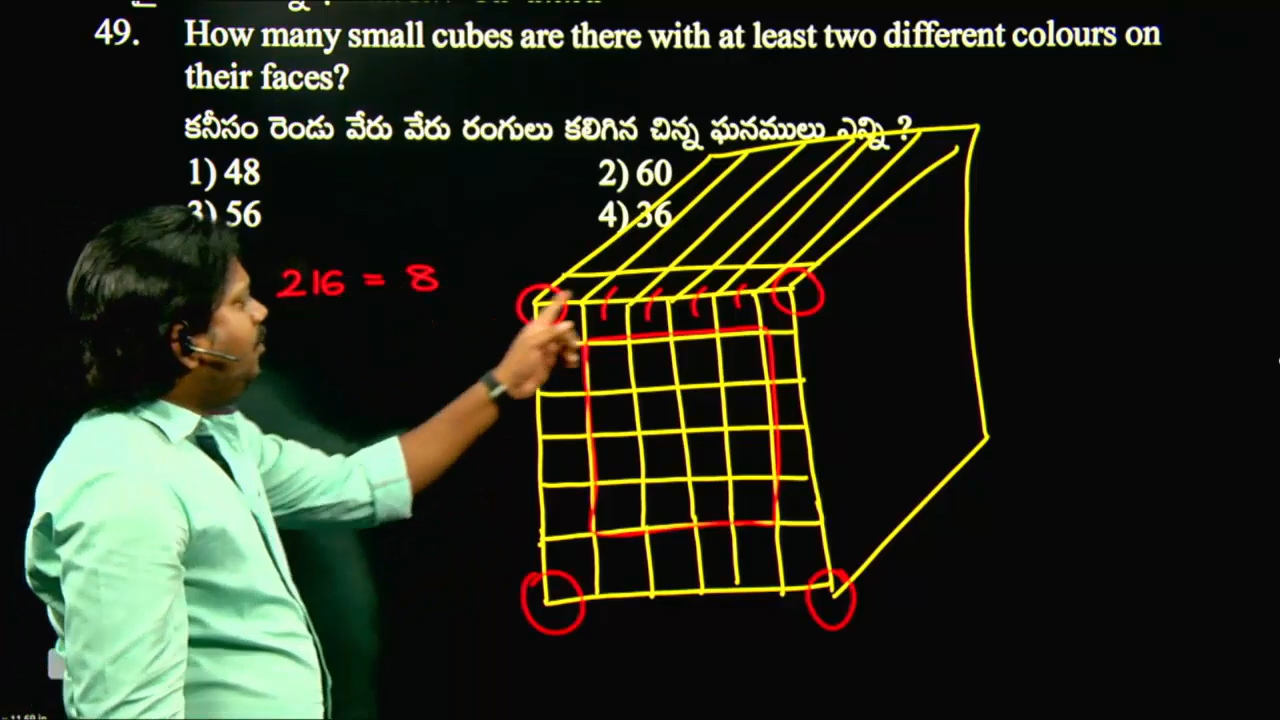 49. How many small cubes are there with at least two different colours on
their faces?
కనీసం రెండు వేరు వేరు రంగులు కలిగిన చిన్న ఘనములు ఎన్ని ?
1) 48 2) 60
3) 56 4) 36
216 = 8